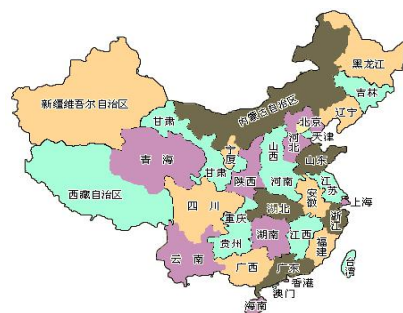 黑龙江
吉林
辽宁
内蒙古自治区
新疆维吾尔自治区
甘肃
北京
天津
河北
山西
宁夏
山东
青海
甘肃
陕西
河南
江苏
西藏自治区
安徽
上海
四川
重庆
湖北
浙江
贵州
湖南
江西
福建
云南
广西
广东
台湾
香港
澳门
海南